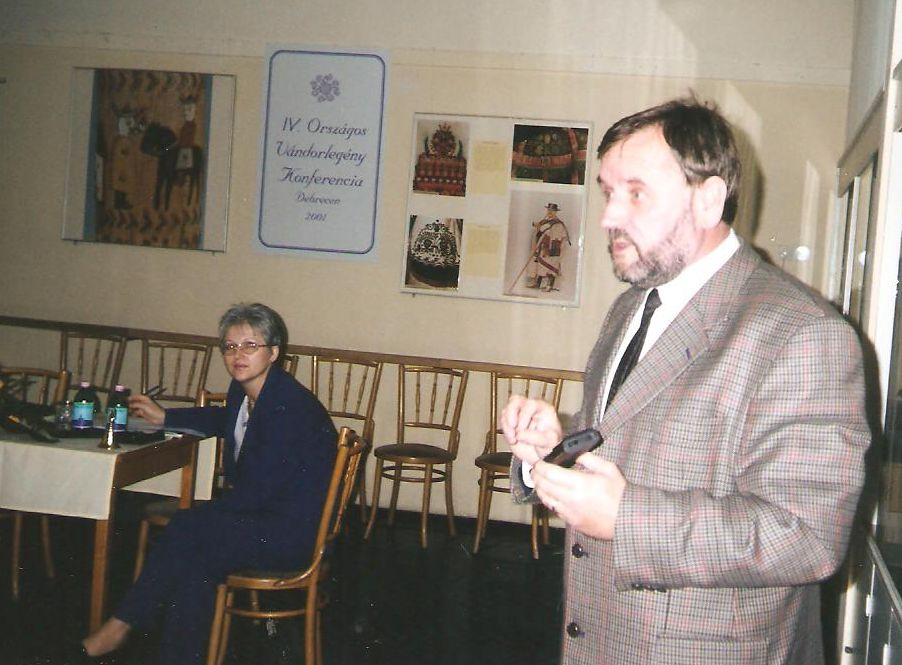 IV. Országos
Vándorlegény
Konferencia
Debrecen
2001